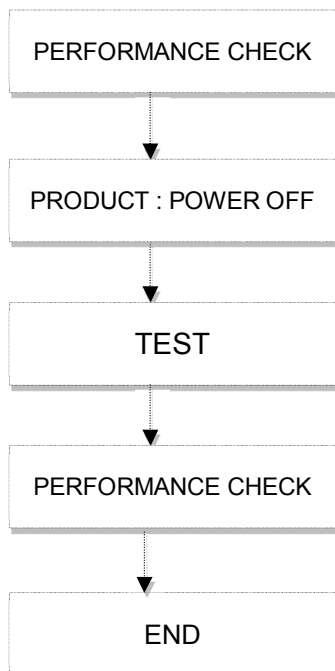 PERFORMANCE CHECK
PRODUCT : POWER OFF
TEST
PERFORMANCE CHECK
END